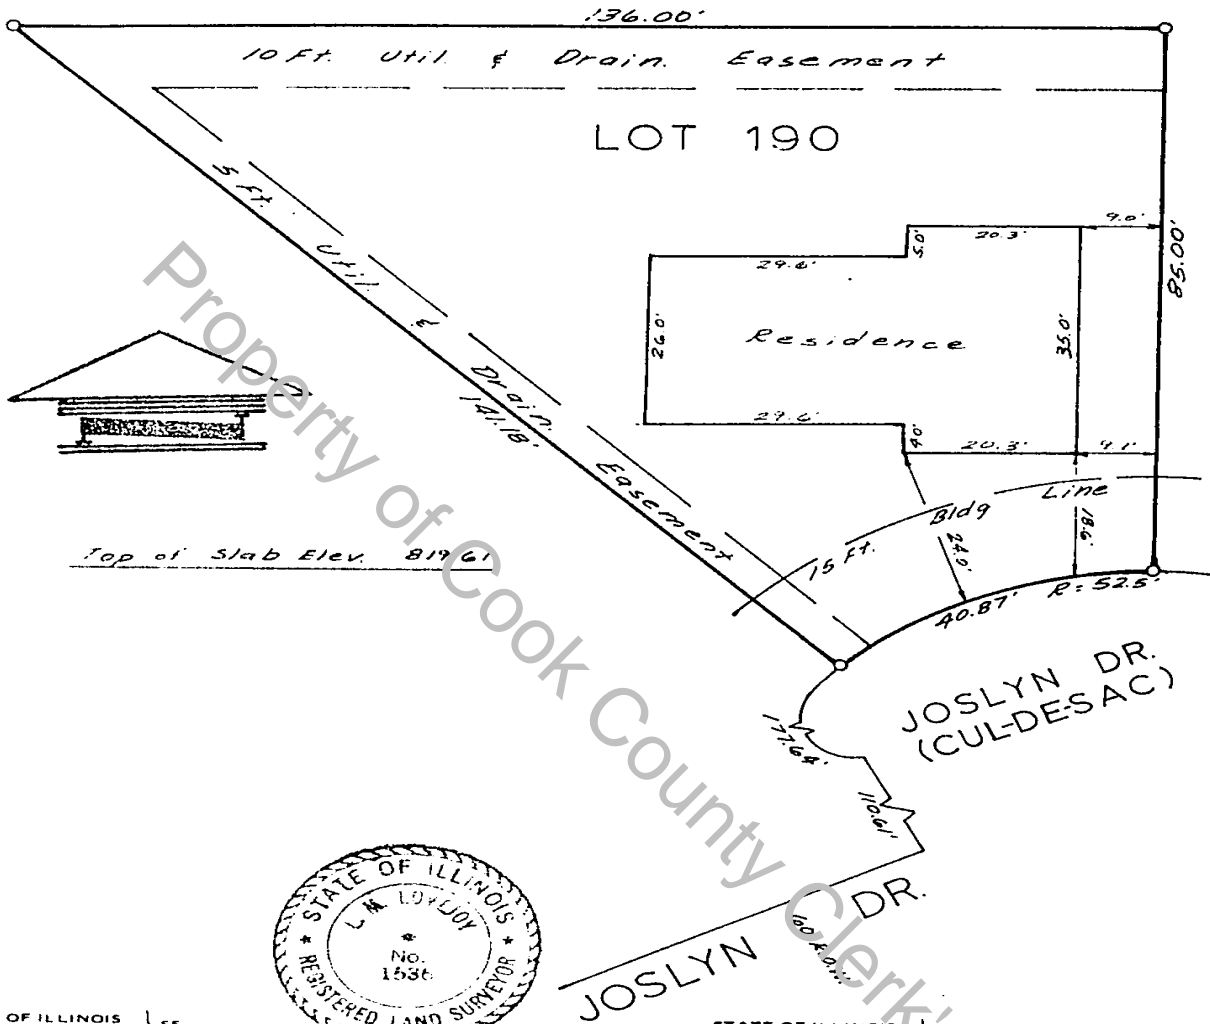 136.00'
10 Ft. Util. & Drain. Easement
LOT 190
5 Ft. Util. & Drain. Easement
141.18'
9.0'
20.3'
5.0'
29.6'
85.00'
26.0'
Residence
35.0'
29.6'
4.0'
20.3'
9.1'
15 Ft. Bldg Line
18.6'
24.0'
Top of Slab Elev. 819.61
40.87' R=52.5'
JOSLYN DR.
(CUL-DE-SAC)
177.64'
110.61'
JOSLYN DR.
STATE OF ILLINOIS
L. M. LOVEJOY
No.
1536
REGISTERED LAND SURVEYOR
OF ILLINOIS } SS
Property of Cook County Clerk'